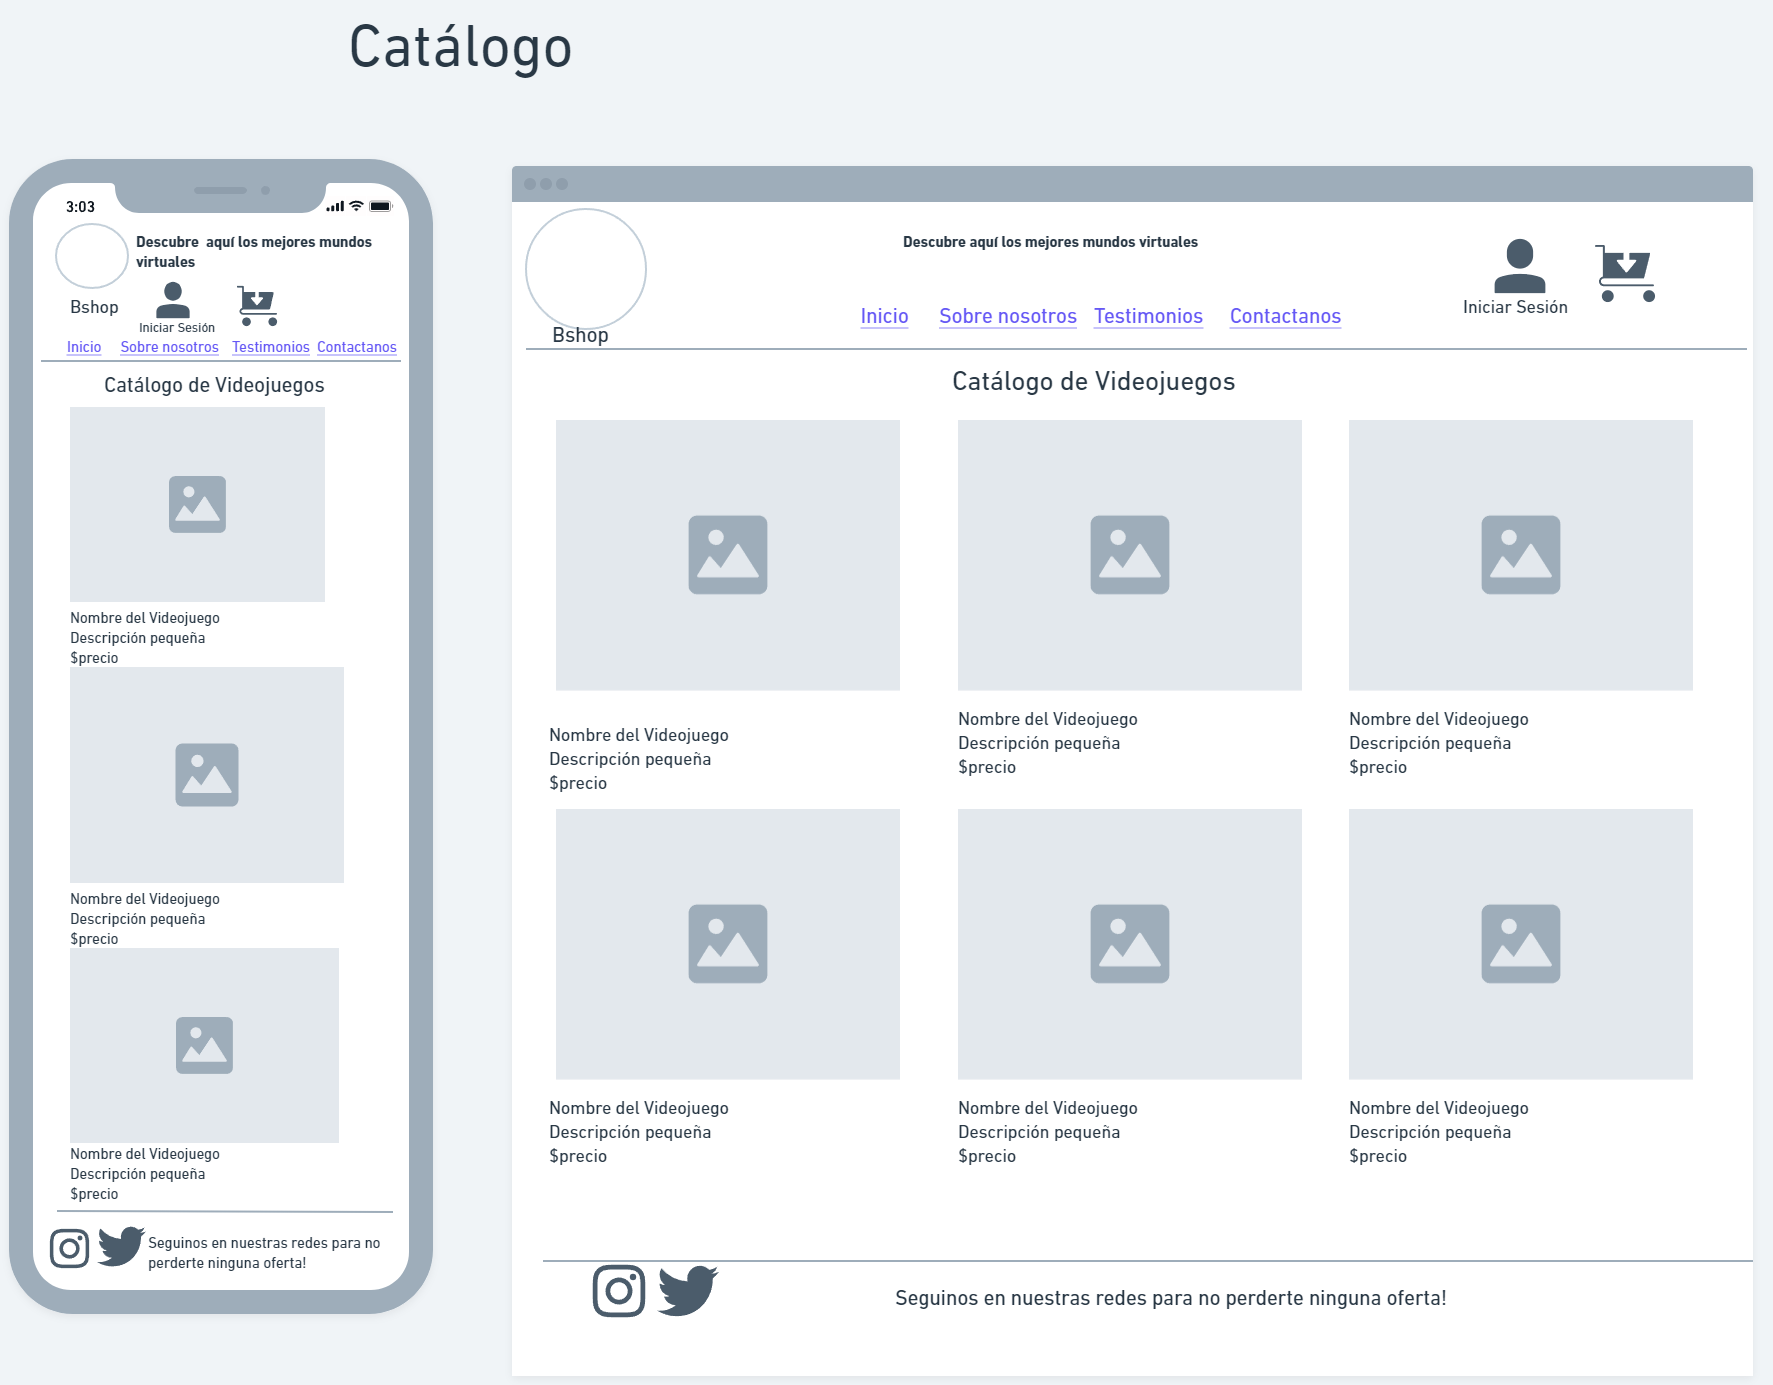 Catálogo
3:03
Descubre  aquí los mejores mundos
virtuales
Bshop
Iniciar Sesión
Inicio
Sobre nosotros
Testimonios
Contactanos
Catálogo de Videojuegos
Nombre del Videojuego
Descripción pequeña
$precio
Nombre del Videojuego
Descripción pequeña
$precio
Nombre del Videojuego
Descripción pequeña
$precio
Seguinos en nuestras redes para no
perderte ninguna oferta!
Descubre aquí los mejores mundos virtuales
Bshop
Inicio
Sobre nosotros
Testimonios
Contactanos
Iniciar Sesión
Catálogo de Videojuegos
Nombre del Videojuego
Descripción pequeña
$precio
Nombre del Videojuego
Descripción pequeña
$precio
Nombre del Videojuego
Descripción pequeña
$precio
Nombre del Videojuego
Descripción pequeña
$precio
Nombre del Videojuego
Descripción pequeña
$precio
Nombre del Videojuego
Descripción pequeña
$precio
Seguinos en nuestras redes para no perderte ninguna oferta!